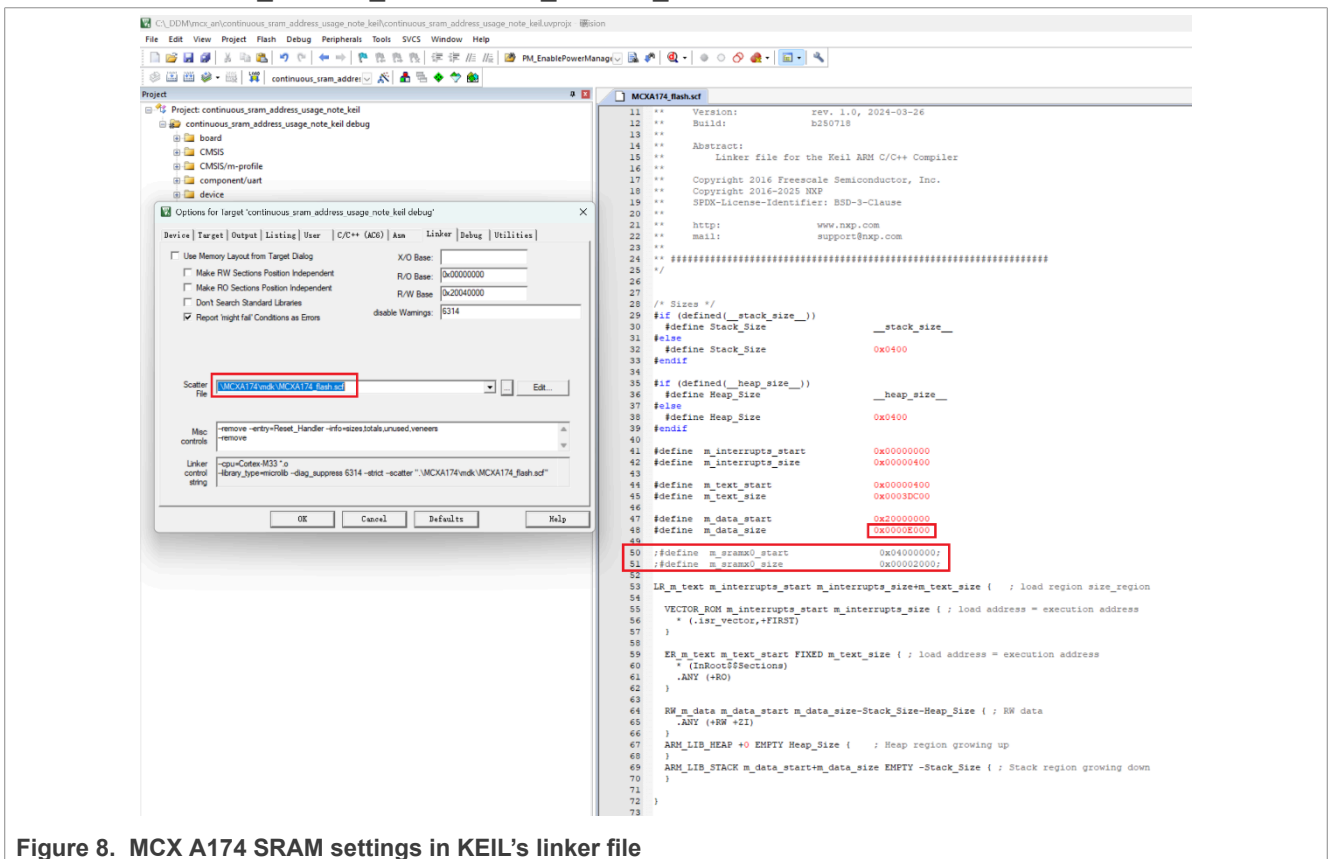 C:\_DDM\mcx_an\continuous_sram_address_usage_note_keil\continuous_sram_address_usage_note_keil.uvprojx
File Edit View Project Flash Debug Peripherals Tools SVCS Window Help
PM_EnablePowerManage
continuous_sram_addre
Project
Project: continuous_sram_address_usage_note_keil
continuous_sram_address_usage_note_keil debug
board
CMSIS
CMSIS/m-profile
component/uart
device
Options for Target 'continuous_sram_address_usage_note_keil debug'
Device | Target | Output | Listing | User | C/C++ (AC6) | Asm | Linker | Debug | Utilities |
Use Memory Layout from Target Dialog
Make RW Sections Position Independent
Make RO Sections Position Independent
Don't Search Standard Libraries
Report 'might fail' Conditions as Errors
X/O Base:
R/O Base: 0x00000000
R/W Base 0x20040000
disable Warnings: 6314
Scatter File .\MCXA174\mdk\MCXA174_flash.scf ... Edit...
Misc controls --remove --entry=Reset_Handler --info=sizes,totals,unused,veneers
--remove
Linker control string --cpu=Cortex-M33 *.o
--library_type=microlib --diag_suppress 6314 --strict --scatter ".\MCXA174\mdk\MCXA174_flash.scf"
OK Cancel Defaults Help
MCXA174_flash.scf
11 ** Version: rev. 1.0, 2024-03-26
12 ** Build: b250718
13 **
14 ** Abstract:
15 ** Linker file for the Keil ARM C/C++ Compiler
16 **
17 ** Copyright 2016 Freescale Semiconductor, Inc.
18 ** Copyright 2016-2025 NXP
19 ** SPDX-License-Identifier: BSD-3-Clause
20 **
21 ** http: www.nxp.com
22 ** mail: support@nxp.com
23 **
24 ** ###################################################################
25 */
26
27
28 /* Sizes */
29 #if (defined(__stack_size__))
30 #define Stack_Size __stack_size__
31 #else
32 #define Stack_Size 0x0400
33 #endif
34
35 #if (defined(__heap_size__))
36 #define Heap_Size __heap_size__
37 #else
38 #define Heap_Size 0x0400
39 #endif
40
41 #define m_interrupts_start 0x00000000
42 #define m_interrupts_size 0x00000400
43
44 #define m_text_start 0x00000400
45 #define m_text_size 0x0003DC00
46
47 #define m_data_start 0x20000000
48 #define m_data_size 0x0000E000
49
50 ;#define m_sramx0_start 0x04000000;
51 ;#define m_sramx0_size 0x00002000;
52
53 LR_m_text m_interrupts_start m_interrupts_size+m_text_size { ; load region size_region
54
55 VECTOR_ROM m_interrupts_start m_interrupts_size { ; load address = execution address
56 * (.isr_vector,+FIRST)
57 }
58
59 ER_m_text m_text_start FIXED m_text_size { ; load address = execution address
60 * (InRoot$$Sections)
61 .ANY (+RO)
62 }
63
64 RW_m_data m_data_start m_data_size-Stack_Size-Heap_Size { ; RW data
65 .ANY (+RW +ZI)
66 }
67 ARM_LIB_HEAP +0 EMPTY Heap_Size { ; Heap region growing up
68 }
69 ARM_LIB_STACK m_data_start+m_data_size EMPTY -Stack_Size { ; Stack region growing down
70 }
71
72 }
73
Figure 8. MCX A174 SRAM settings in KEIL's linker file